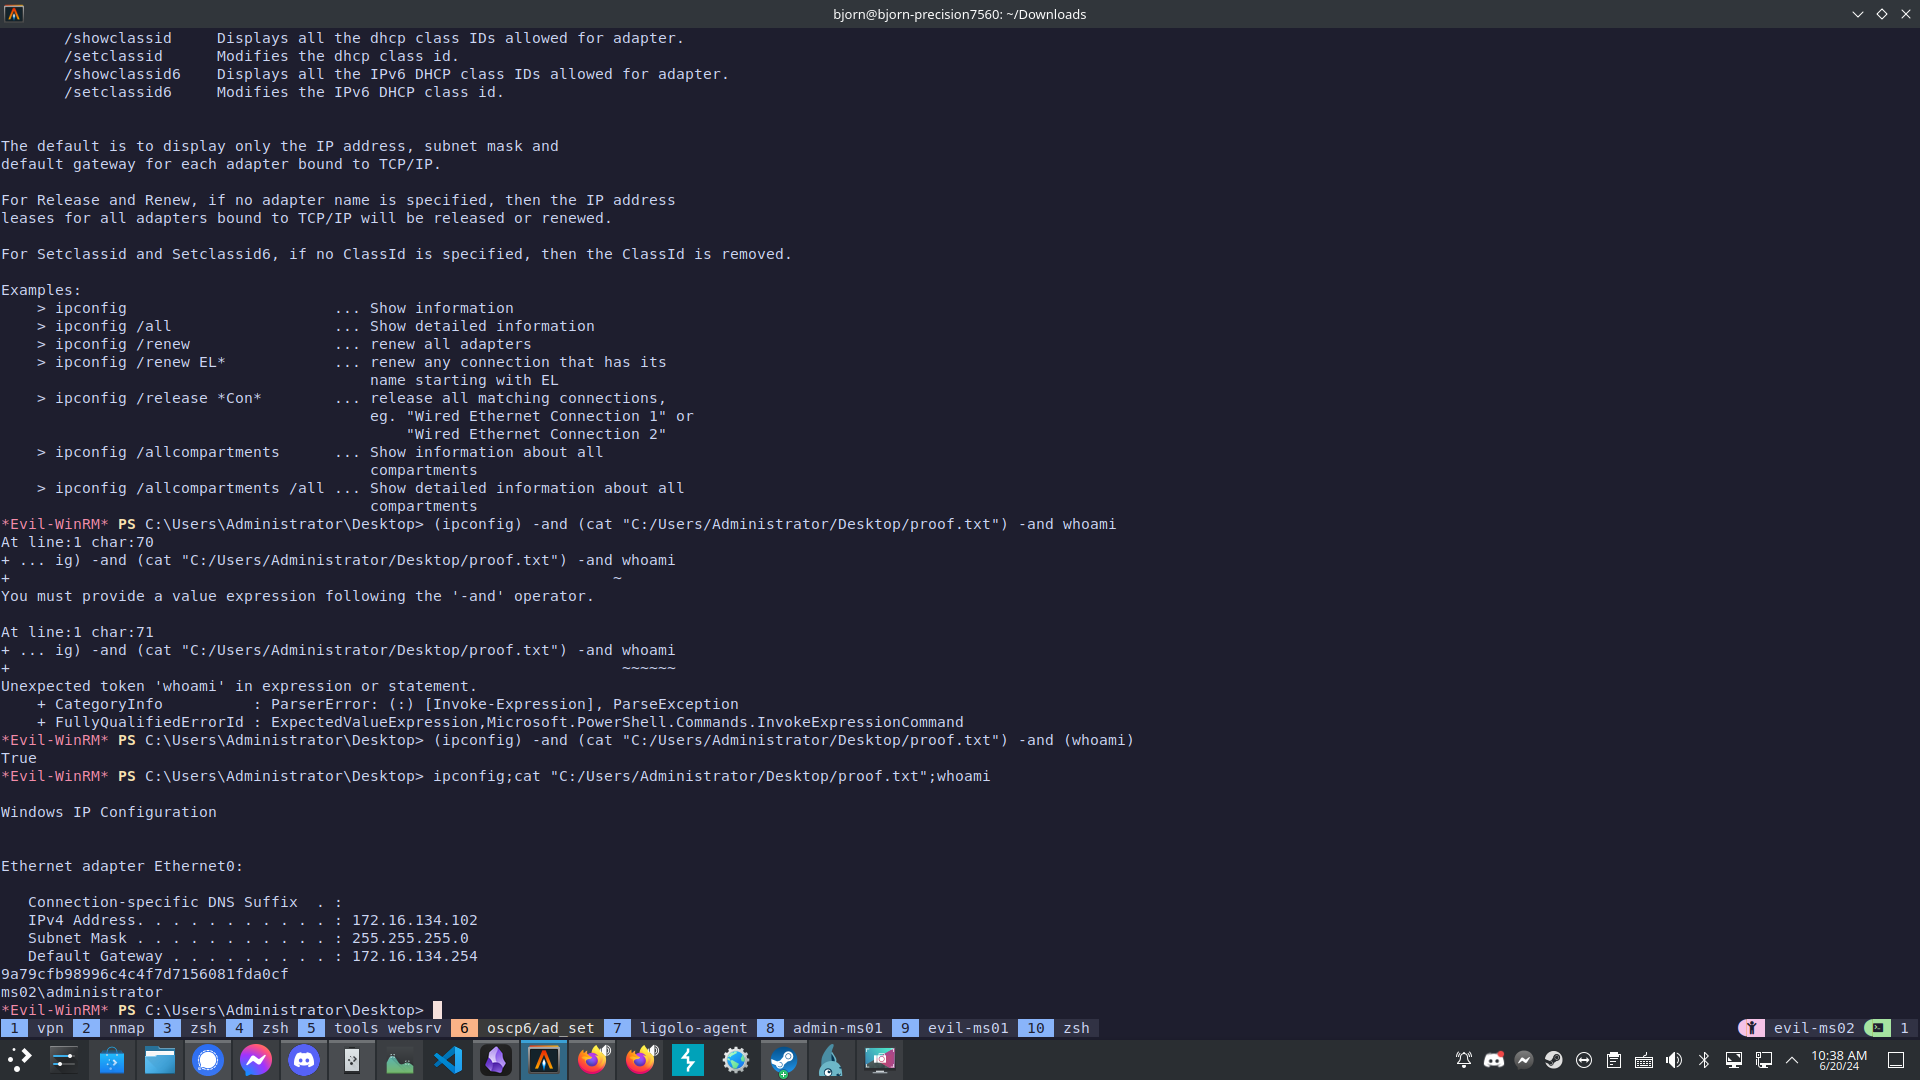 bjorn@bjorn-precision7560: ~/Downloads
/showclassid     Displays all the dhcp class IDs allowed for adapter.
/setclassid      Modifies the dhcp class id.
/showclassid6    Displays all the IPv6 DHCP class IDs allowed for adapter.
/setclassid6     Modifies the IPv6 DHCP class id.
The default is to display only the IP address, subnet mask and
default gateway for each adapter bound to TCP/IP.
For Release and Renew, if no adapter name is specified, then the IP address
leases for all adapters bound to TCP/IP will be released or renewed.
For Setclassid and Setclassid6, if no ClassId is specified, then the ClassId is removed.
Examples:
    > ipconfig                       ... Show information
    > ipconfig /all                  ... Show detailed information
    > ipconfig /renew                ... renew all adapters
    > ipconfig /renew EL*            ... renew any connection that has its
                                         name starting with EL
    > ipconfig /release *Con*        ... release all matching connections,
                                         eg. "Wired Ethernet Connection 1" or
                                             "Wired Ethernet Connection 2"
    > ipconfig /allcompartments      ... Show information about all
                                         compartments
    > ipconfig /allcompartments /all ... Show detailed information about all
                                         compartments
*Evil-WinRM* PS C:\Users\Administrator\Desktop> (ipconfig) -and (cat "C:/Users/Administrator/Desktop/proof.txt") -and whoami
At line:1 char:70
+ ... ig) -and (cat "C:/Users/Administrator/Desktop/proof.txt") -and whoami
+                                                                   ~
You must provide a value expression following the '-and' operator.
At line:1 char:71
+ ... ig) -and (cat "C:/Users/Administrator/Desktop/proof.txt") -and whoami
+                                                                    ~~~~~~
Unexpected token 'whoami' in expression or statement.
    + CategoryInfo          : ParserError: (:) [Invoke-Expression], ParseException
    + FullyQualifiedErrorId : ExpectedValueExpression,Microsoft.PowerShell.Commands.InvokeExpressionCommand
*Evil-WinRM* PS C:\Users\Administrator\Desktop> (ipconfig) -and (cat "C:/Users/Administrator/Desktop/proof.txt") -and (whoami)
True
*Evil-WinRM* PS C:\Users\Administrator\Desktop> ipconfig;cat "C:/Users/Administrator/Desktop/proof.txt";whoami
Windows IP Configuration
Ethernet adapter Ethernet0:
   Connection-specific DNS Suffix  . :
   IPv4 Address. . . . . . . . . . . : 172.16.134.102
   Subnet Mask . . . . . . . . . . . : 255.255.255.0
   Default Gateway . . . . . . . . . : 172.16.134.254
9a79cfb98996c4c4f7d7156081fda0cf
ms02\administrator
*Evil-WinRM* PS C:\Users\Administrator\Desktop>
1 vpn 2 nmap 3 zsh 4 zsh 5 tools websrv 6 oscp6/ad_set 7 ligolo-agent 8 admin-ms01 9 evil-ms01 10 zsh evil-ms02 1
10:38 AM
6/20/24